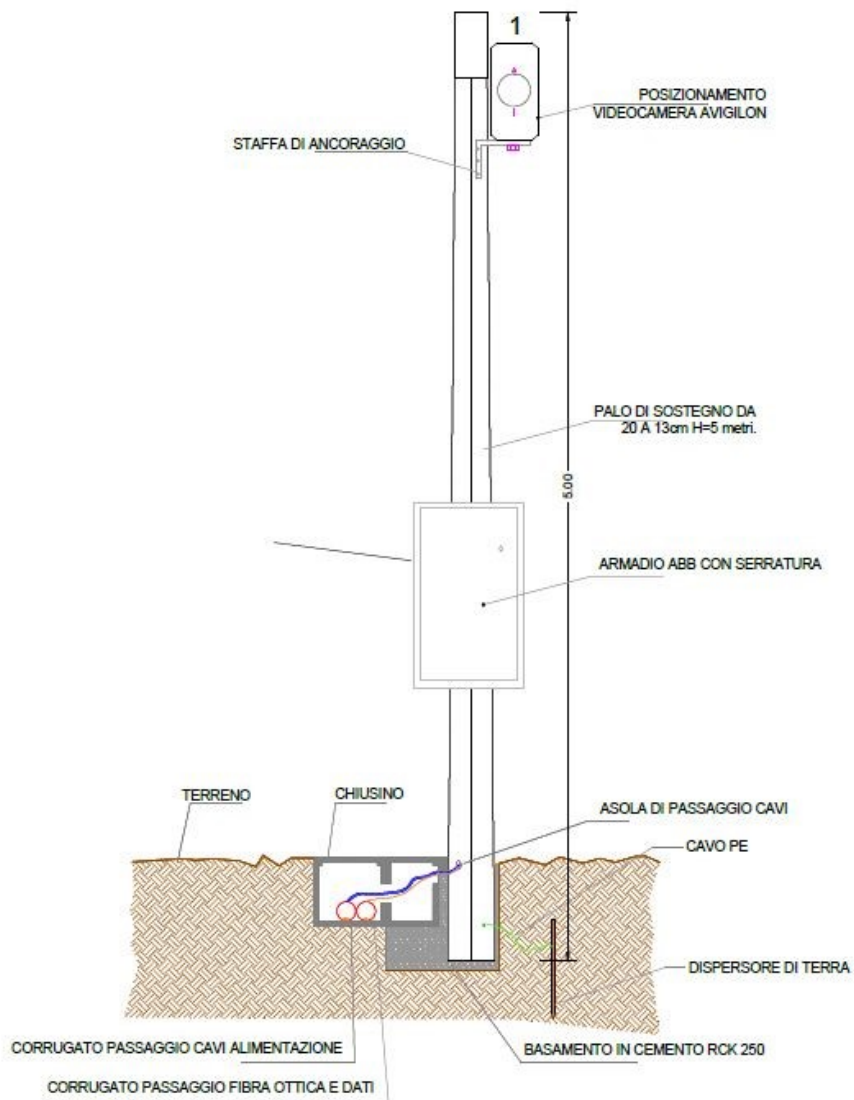 1
POSIZIONAMENTO
VIDEOCAMERA AVIGILON
STAFFA DI ANCORAGGIO
PALO DI SOSTEGNO DA
20 A 13cm H=5 metri.
5.00
ARMADIO ABB CON SERRATURA
TERRENO
CHIUSINO
ASOLA DI PASSAGGIO CAVI
CAVO PE
DISPERSORE DI TERRA
CORRUGATO PASSAGGIO CAVI ALIMENTAZIONE
BASAMENTO IN CEMENTO RCK 250
CORRUGATO PASSAGGIO FIBRA OTTICA E DATI